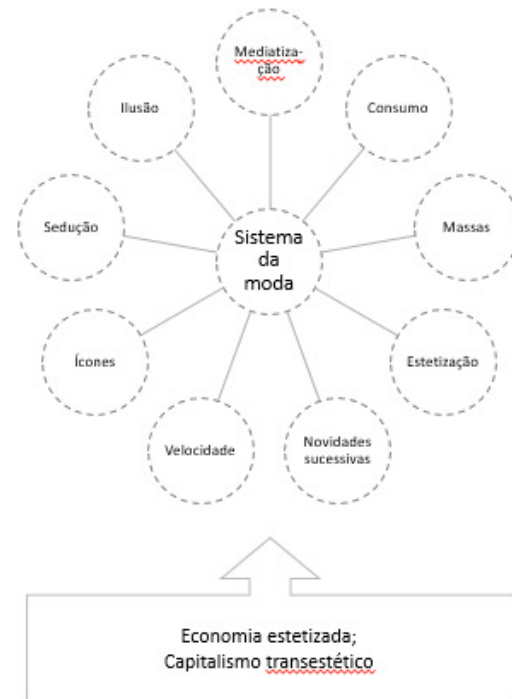 Mediatiza-
ção
Consumo
Massas
Estetização
Novidades
sucessivas
Velocidade
Ícones
Sedução
Ilusão
Sistema
da
moda
Economia estetizada;
Capitalismo transestético